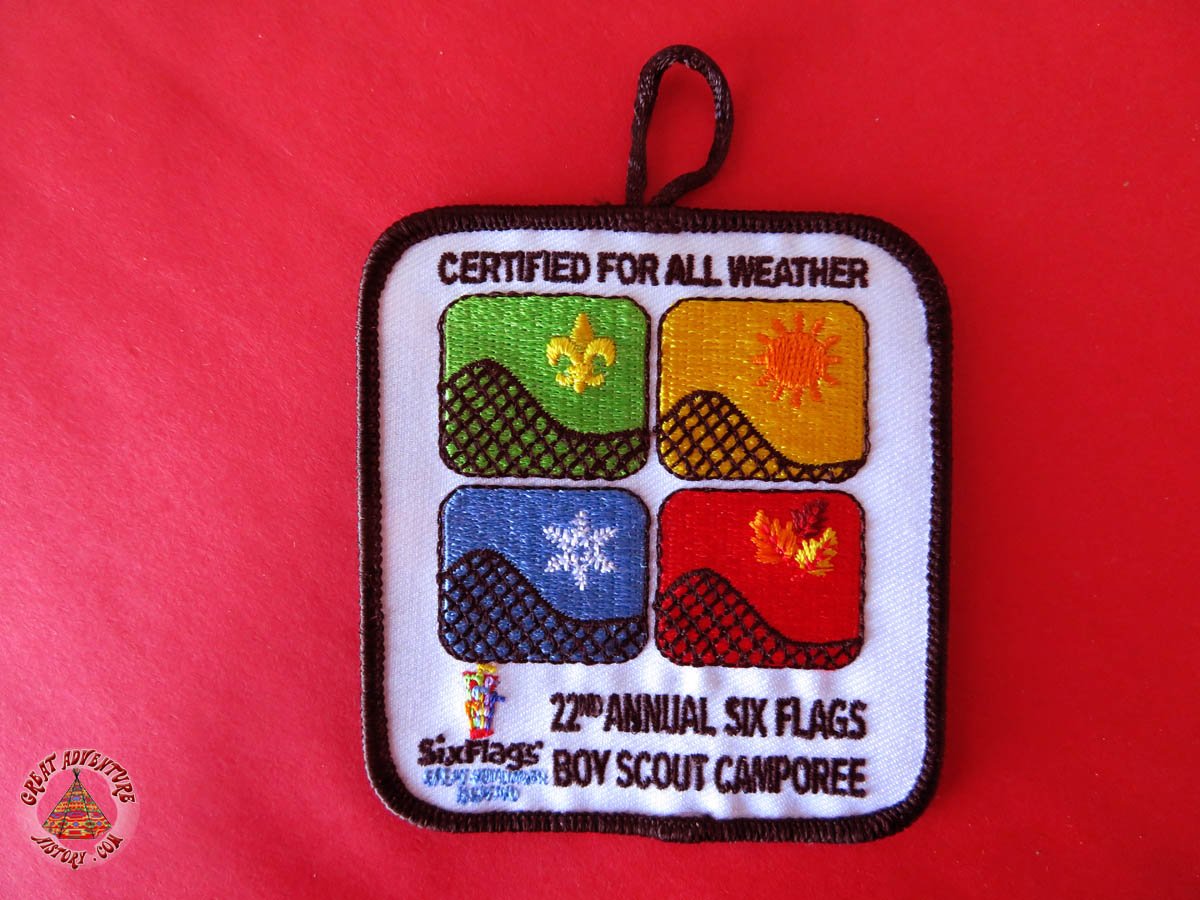 CERTIFIED FOR ALL WEATHER
22ND ANNUAL SIX FLAGS
BOY SCOUT CAMPOREE
SixFlags
GREAT ADVENTURE
HISTORY.COM